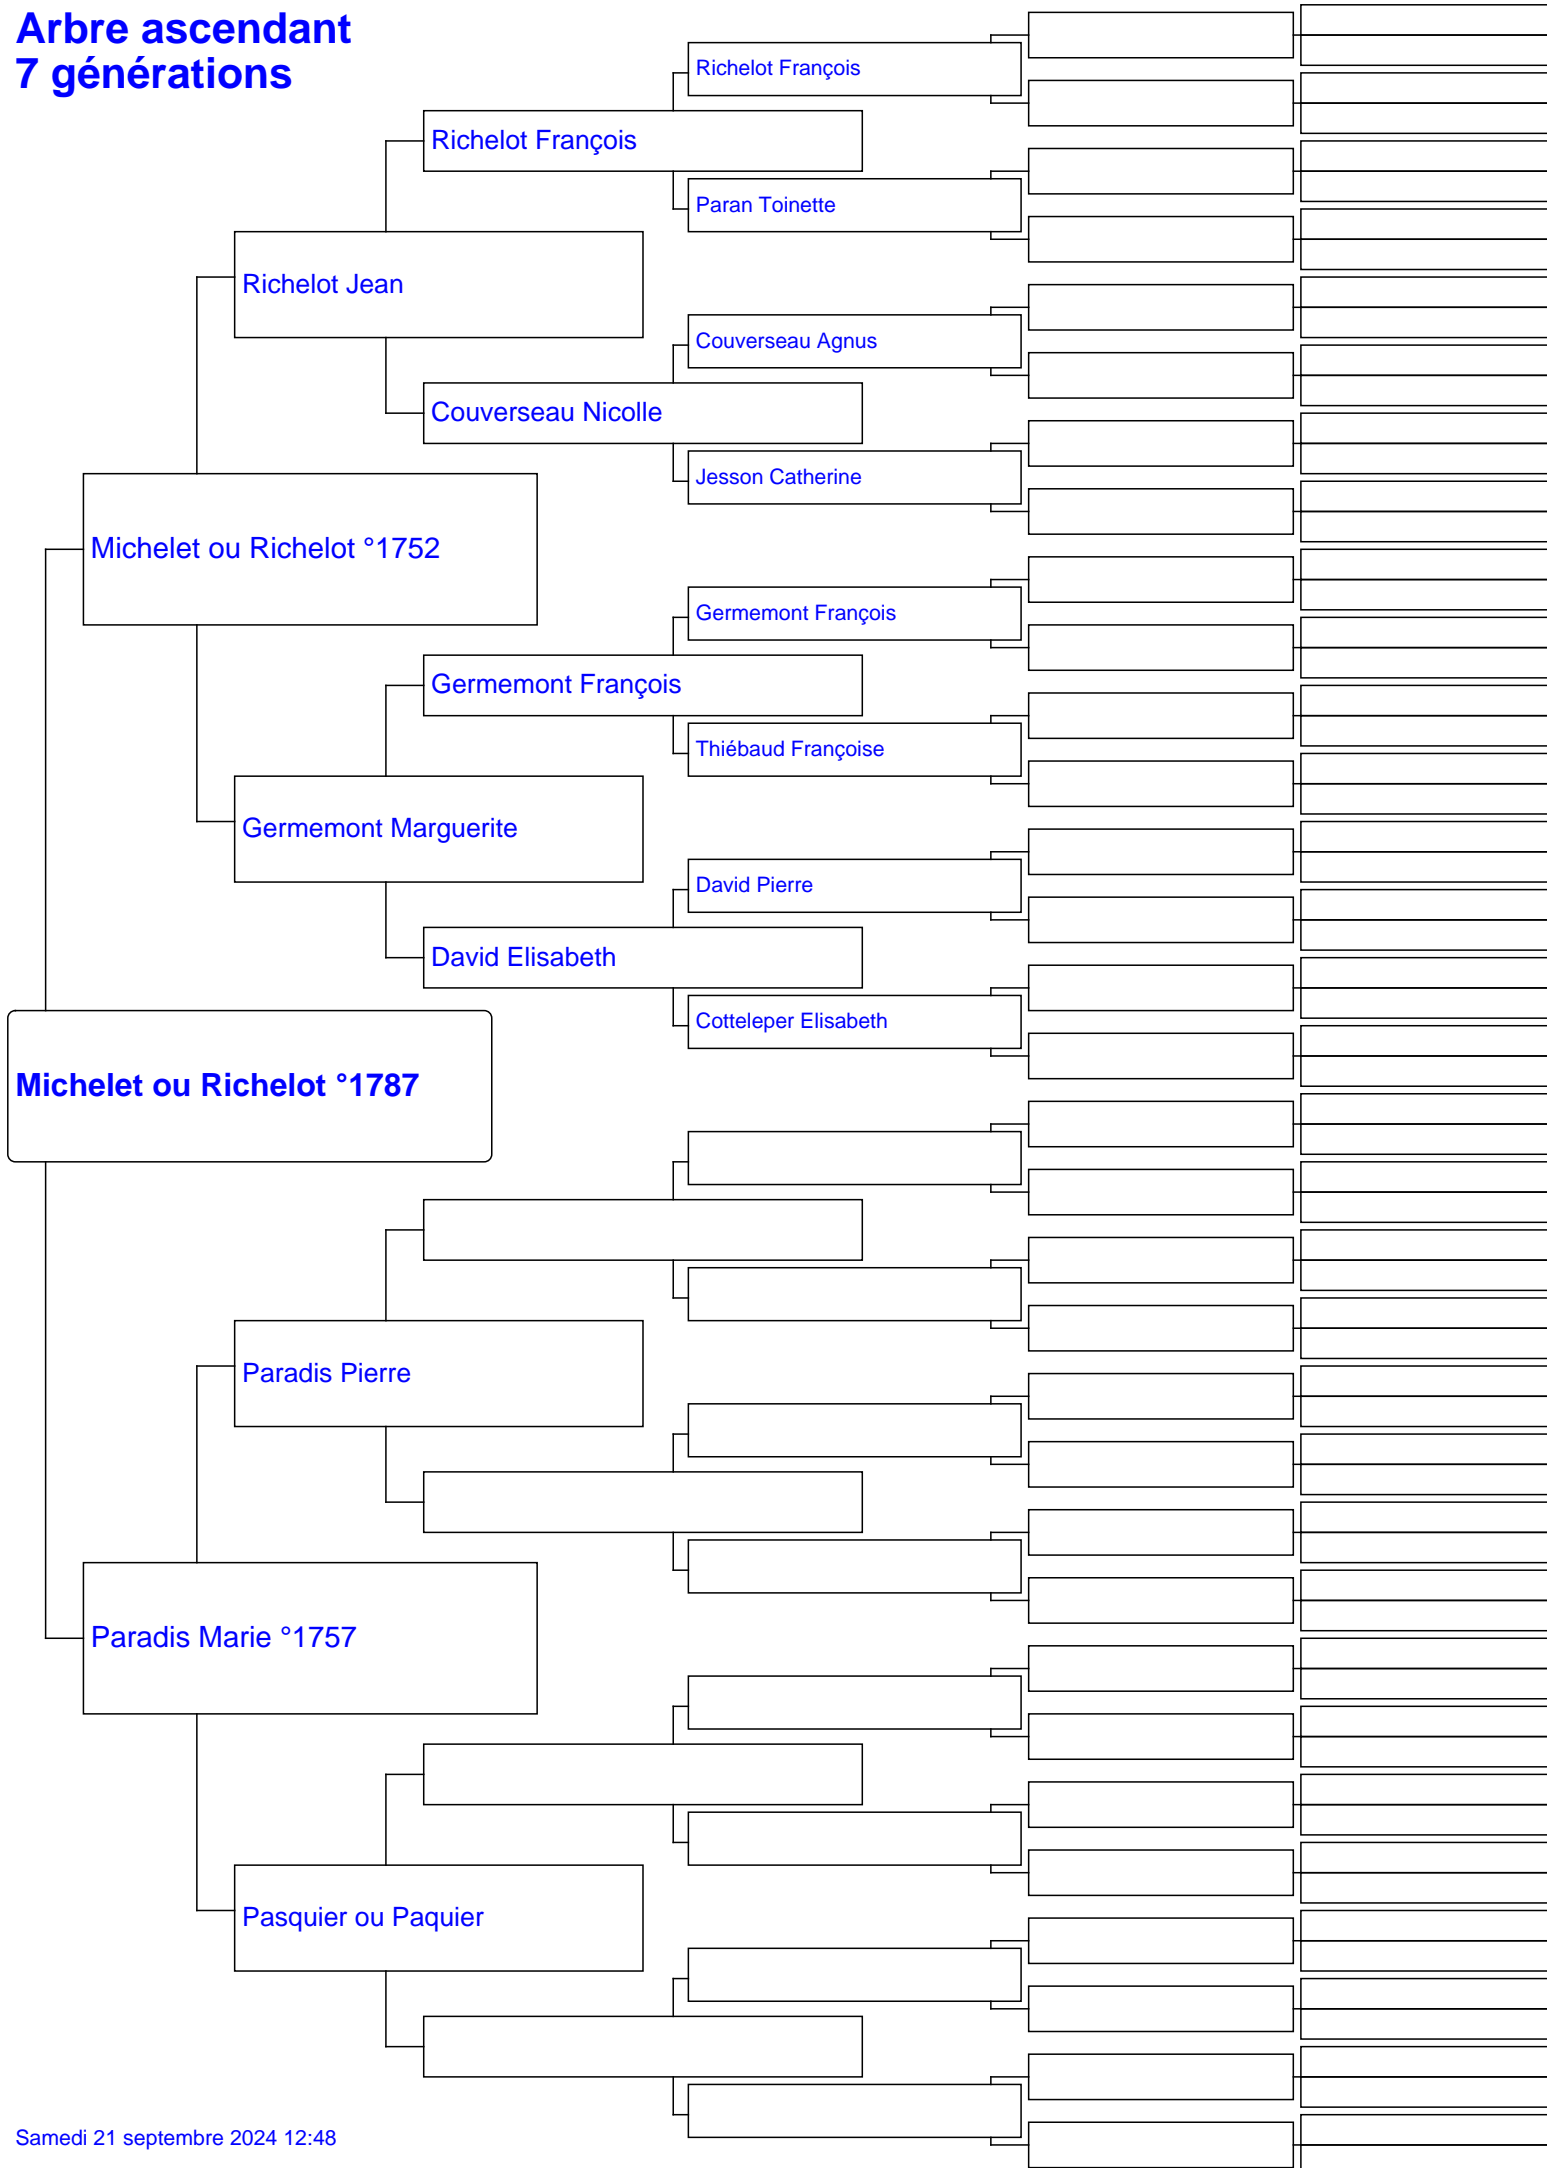 Arbre ascendant
7 générations
Richelot François
Richelot François
Paran Toinette
Richelot Jean
Couverseau Agnus
Couverseau Nicolle
Jesson Catherine
Michelet ou Richelot °1752
Germemont François
Germemont François
Thiébaud Françoise
Germemont Marguerite
David Pierre
David Elisabeth
Cotteleper Elisabeth
Michelet ou Richelot °1787
Paradis Pierre
Paradis Marie °1757
Pasquier ou Paquier
Samedi 21 septembre 2024 12:48